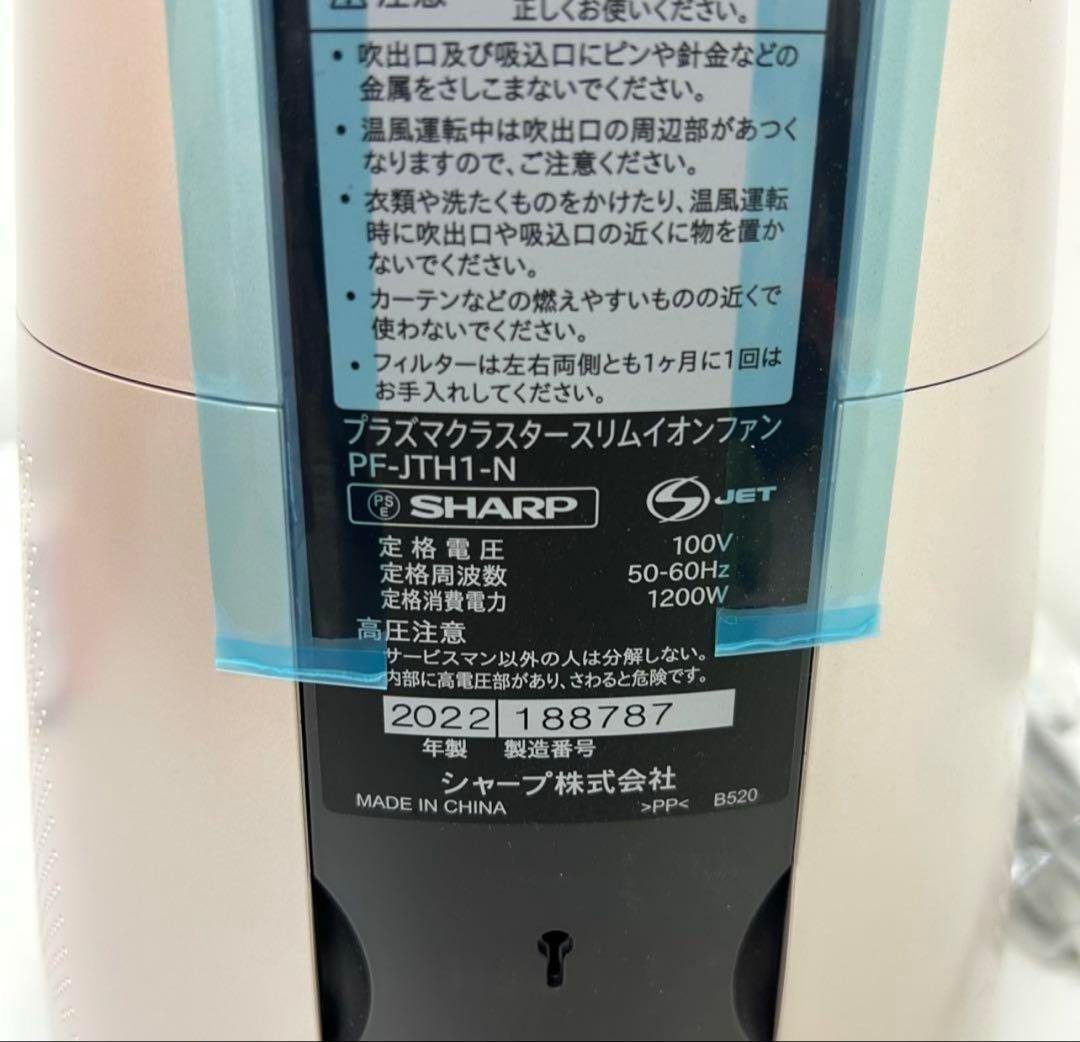 注意
正しくお使いください。
• 吹出口及び吸込口にピンや針金などの
金属をさしこまないでください。
• 温風運転中は吹出口の周辺部があつく
なりますので、ご注意ください。
• 衣類や洗たくものをかけたり、温風運転
時に吹出口や吸込口の近くに物を置か
ないでください。
• カーテンなどの燃えやすいものの近くで
使わないでください。
• フィルターは左右両側とも1ヶ月に1回は
お手入れしてください。
プラズマクラスタースリムイオンファン
PF-JTH1-N
PSE SHARP JET
定格電圧 100V
定格周波数 50-60Hz
定格消費電力 1200W
高圧注意
サービスマン以外の人は分解しない。
内部に高電圧部があり、さわると危険です。
2022 188787
年製 製造番号
シャープ株式会社
MADE IN CHINA >PP< B520